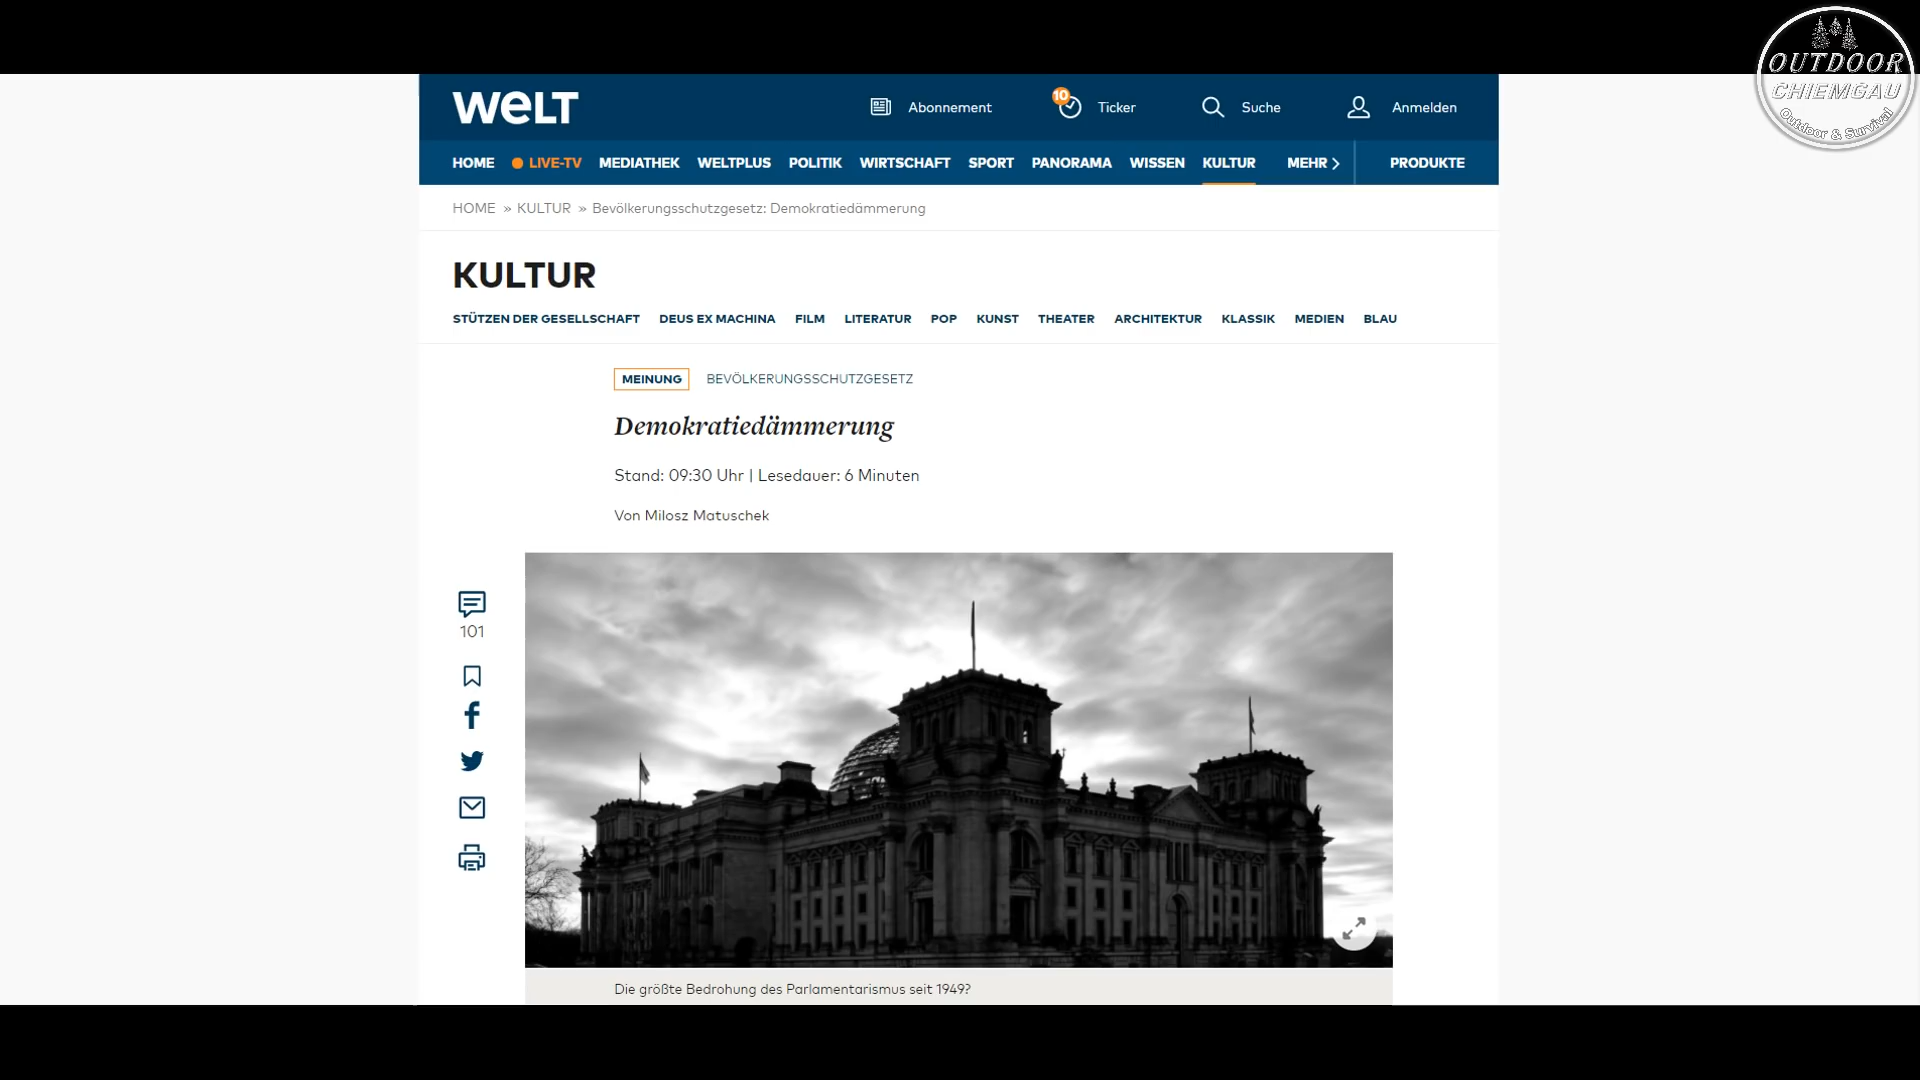 OUTDOOR
CHIEMGAU
Outdoor & Survival
WELT
Abonnement
10
Ticker
Suche
Anmelden
HOME LIVE-TV MEDIATHEK WELTPLUS POLITIK WIRTSCHAFT SPORT PANORAMA WISSEN KULTUR MEHR PRODUKTE
HOME » KULTUR » Bevölkerungsschutzgesetz: Demokratiedämmerung
KULTUR
STÜTZEN DER GESELLSCHAFT DEUS EX MACHINA FILM LITERATUR POP KUNST THEATER ARCHITEKTUR KLASSIK MEDIEN BLAU
MEINUNG BEVÖLKERUNGSSCHUTZGESETZ
Demokratiedämmerung
Stand: 09:30 Uhr | Lesedauer: 6 Minuten
Von Milosz Matuschek
101
Die größte Bedrohung des Parlamentarismus seit 1949?